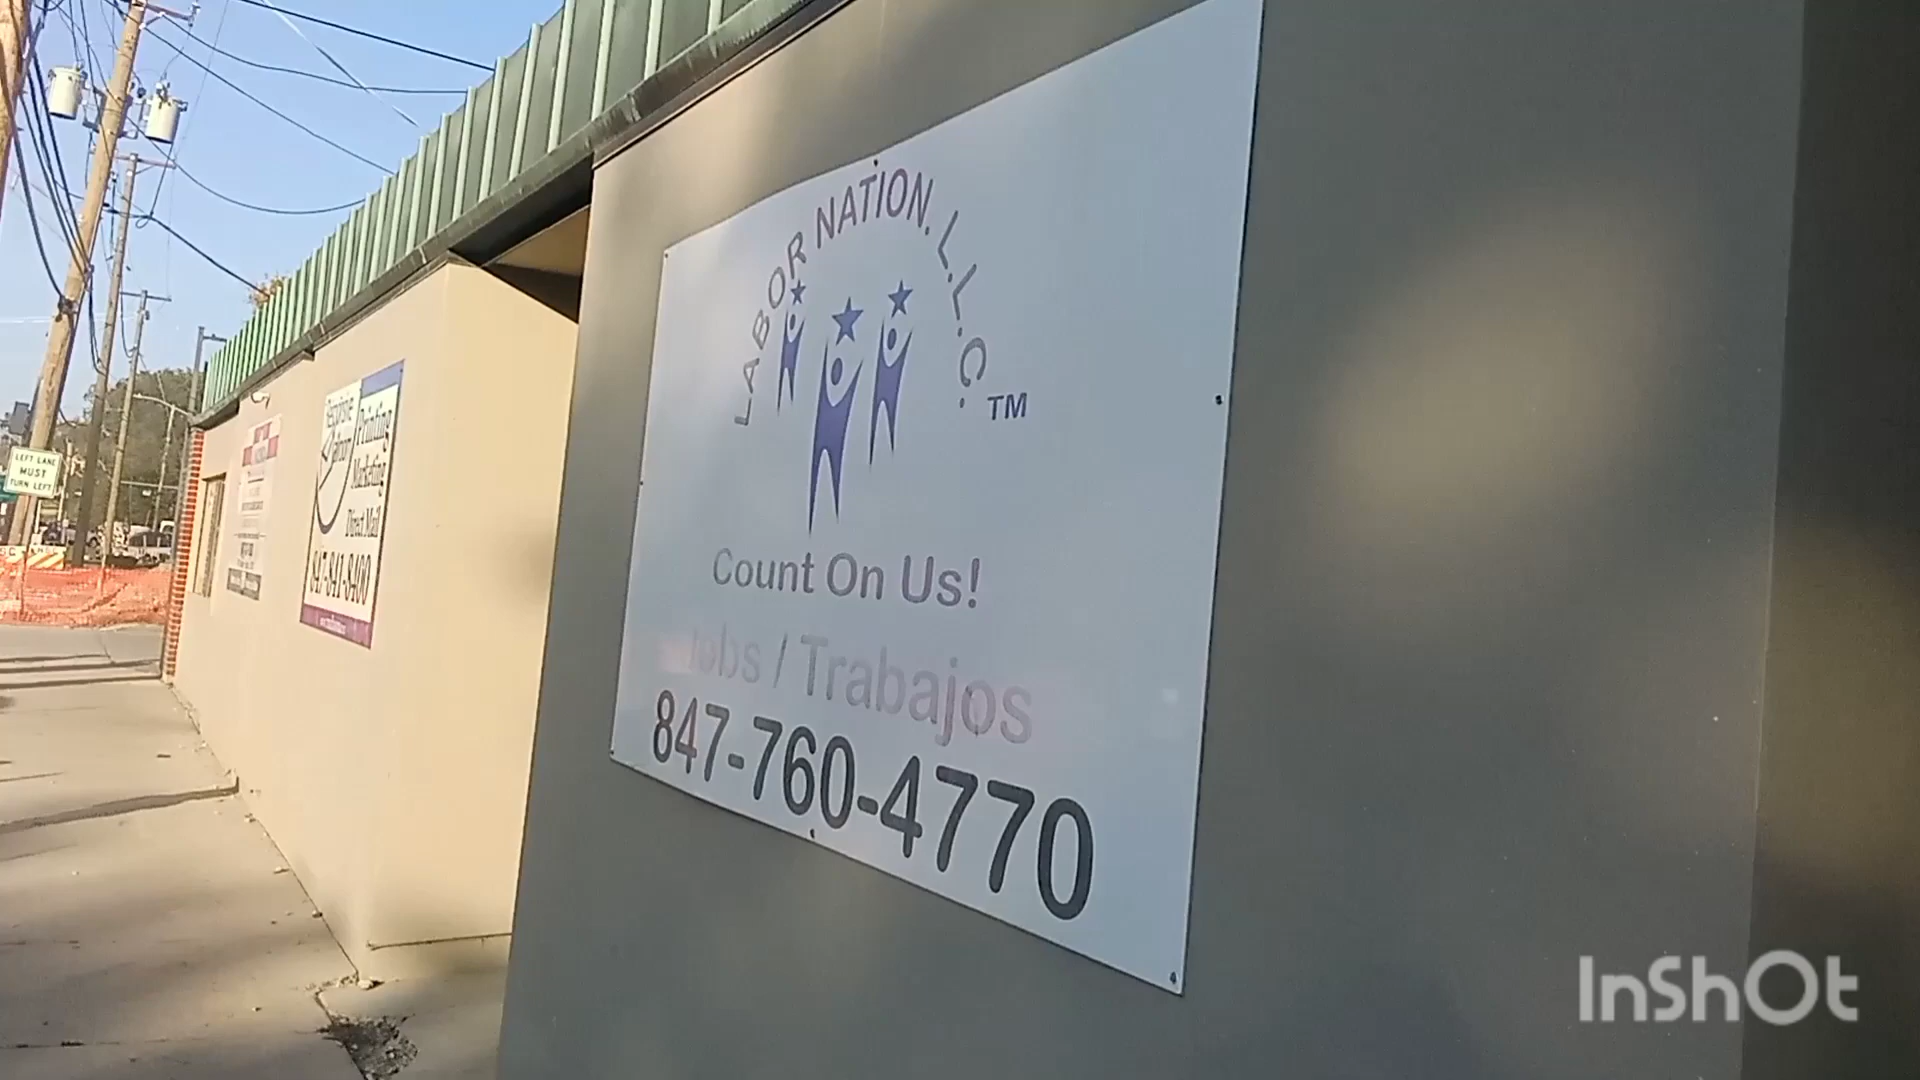 LABOR NATION. L.L.C. TM
Count On Us!
Jobs / Trabajos
847-760-4770
Printing
Marketing
Direct Mail
847-841-8400
LEFT LANE
MUST
TURN LEFT
InShOt